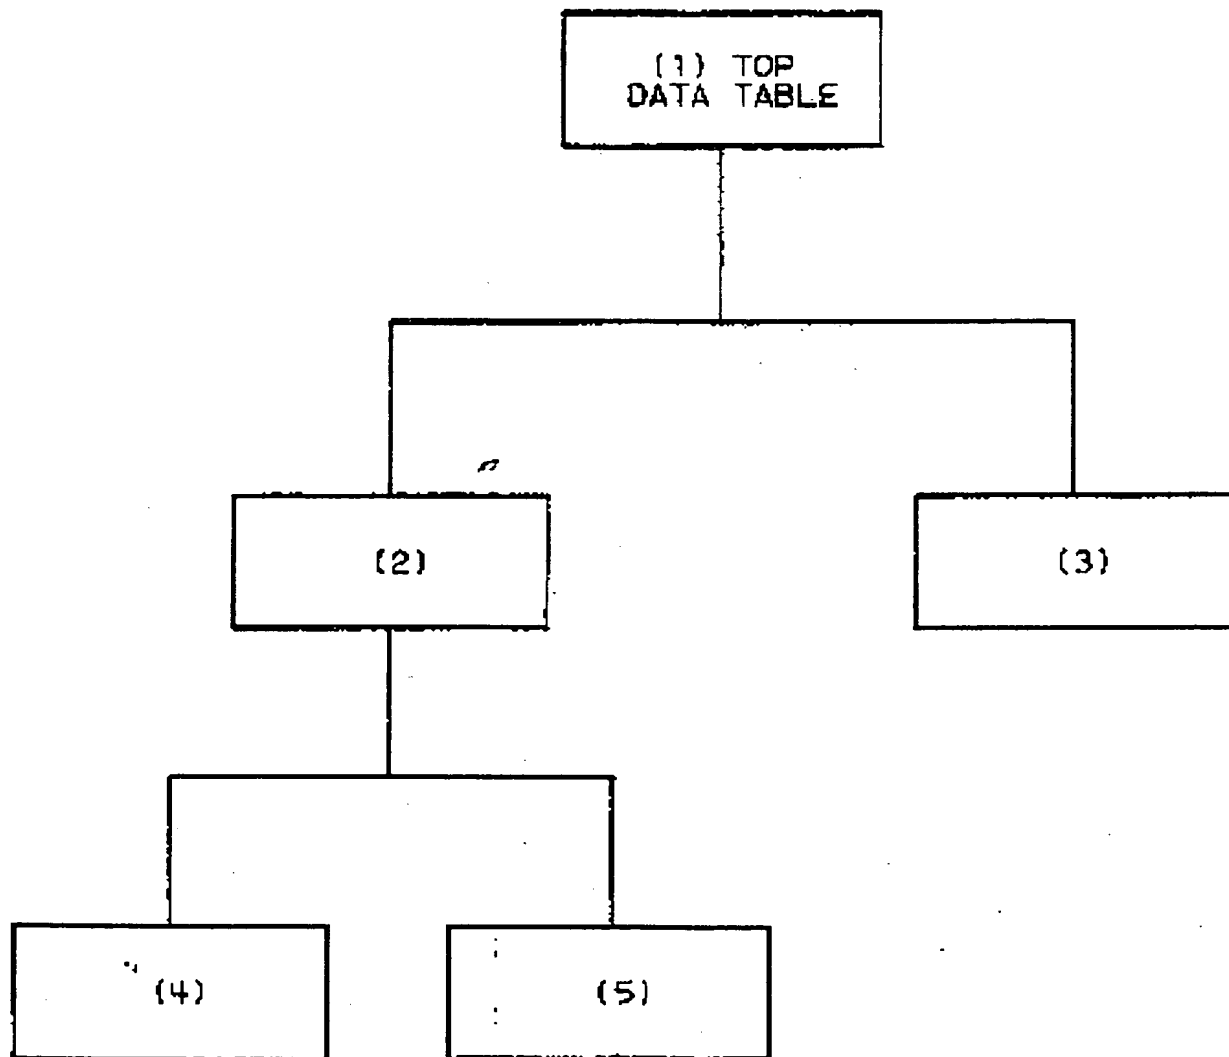 (1) TOP
DATA TABLE
(2)
(3)
(4)
(5)